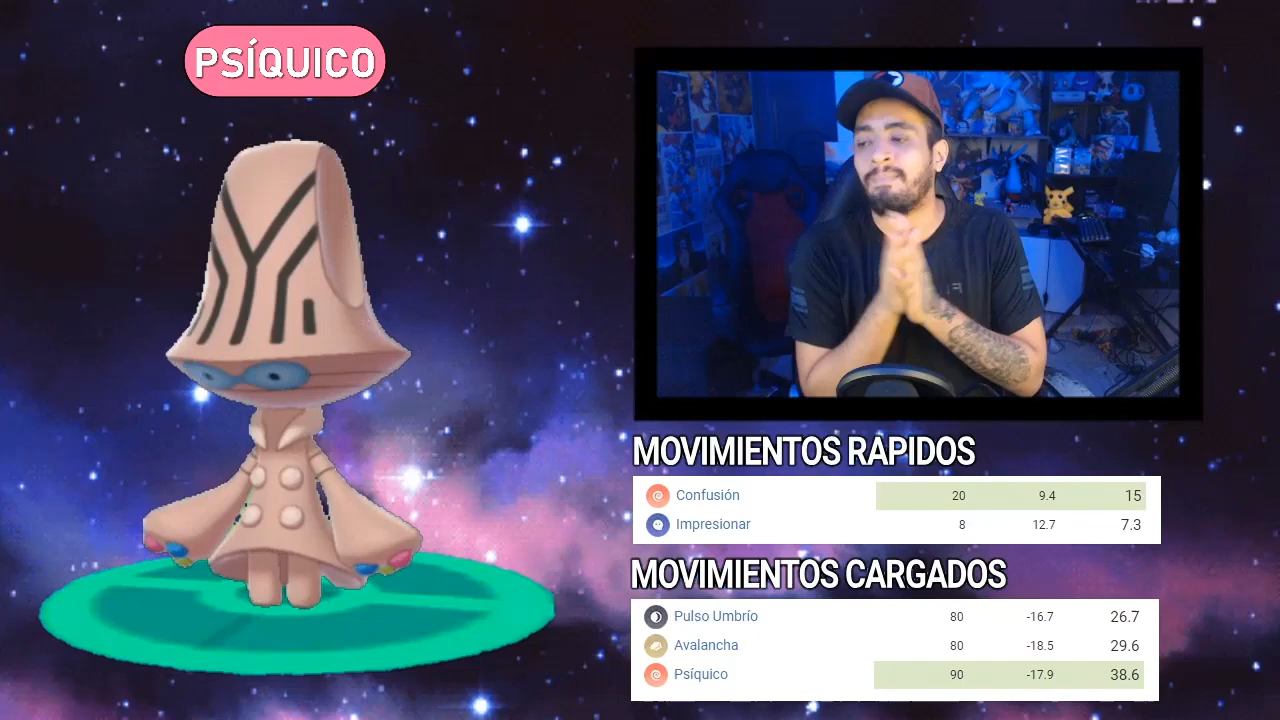 PSÍQUICO
MOVIMIENTOS RAPIDOS
Confusión 20 9.4 15
Impresionar 8 12.7 7.3
MOVIMIENTOS CARGADOS
Pulso Umbrío 80 -16.7 26.7
Avalancha 80 -18.5 29.6
Psíquico 90 -17.9 38.6